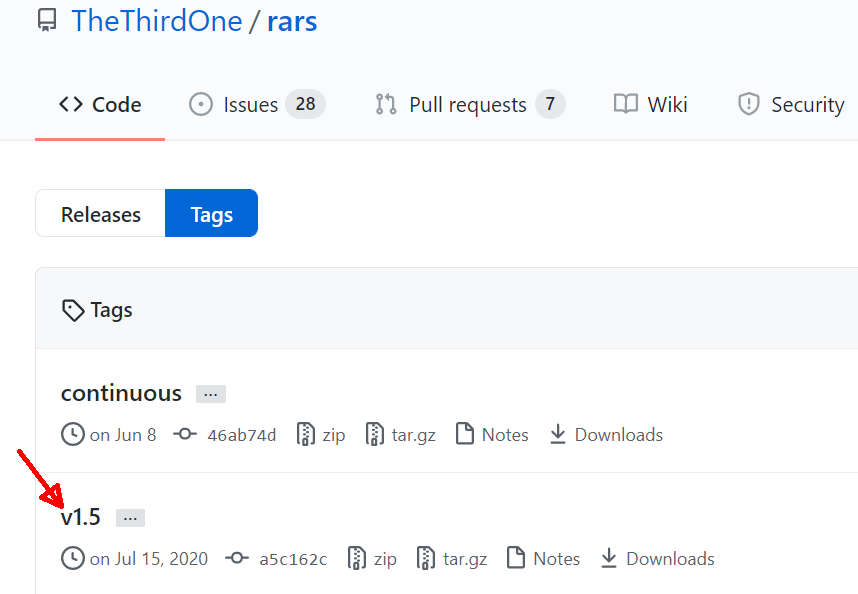 TheThirdOne / rars
Code Issues 28 Pull requests 7 Wiki Security
Releases Tags
Tags
continuous ...
on Jun 8 46ab74d zip tar.gz Notes Downloads
v1.5 ...
on Jul 15, 2020 a5c162c zip tar.gz Notes Downloads